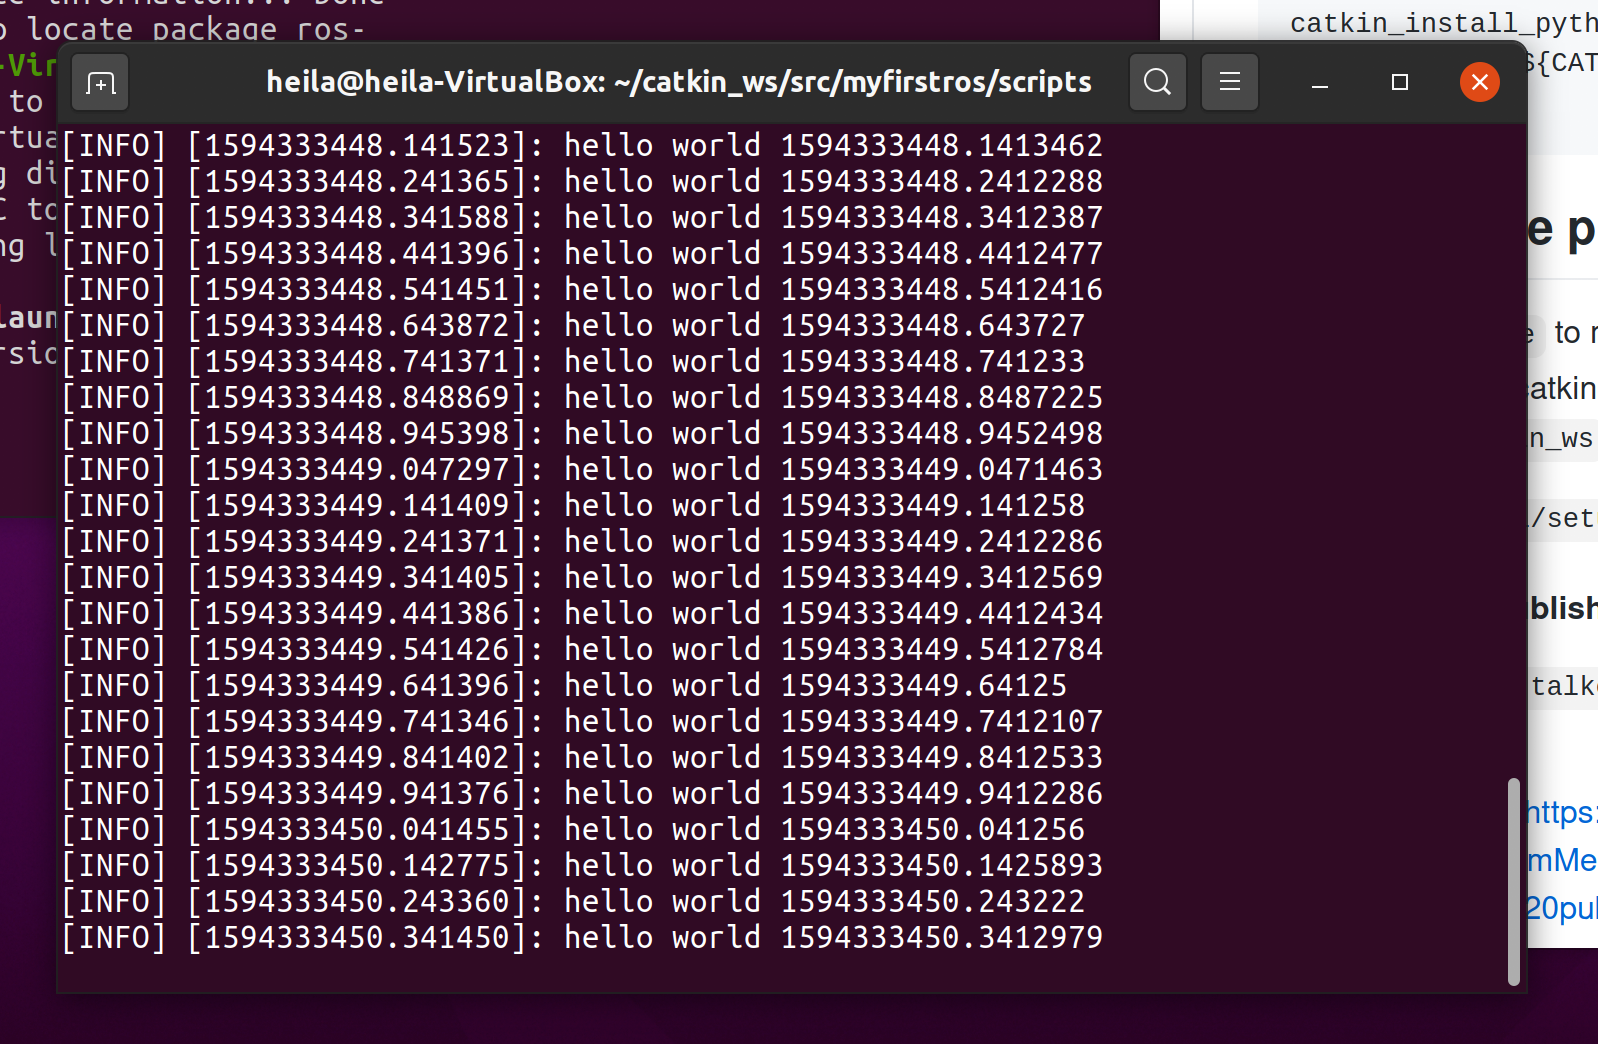 locate package ros-
to
heila@heila-VirtualBox: ~/catkin_ws/src/myfirstros/scripts
[INFO] [1594333448.141523]: hello world 1594333448.1413462
[INFO] [1594333448.241365]: hello world 1594333448.2412288
[INFO] [1594333448.341588]: hello world 1594333448.3412387
[INFO] [1594333448.441396]: hello world 1594333448.4412477
[INFO] [1594333448.541451]: hello world 1594333448.5412416
[INFO] [1594333448.643872]: hello world 1594333448.643727
[INFO] [1594333448.741371]: hello world 1594333448.741233
[INFO] [1594333448.848869]: hello world 1594333448.8487225
[INFO] [1594333448.945398]: hello world 1594333448.9452498
[INFO] [1594333449.047297]: hello world 1594333449.0471463
[INFO] [1594333449.141409]: hello world 1594333449.141258
[INFO] [1594333449.241371]: hello world 1594333449.2412286
[INFO] [1594333449.341405]: hello world 1594333449.3412569
[INFO] [1594333449.441386]: hello world 1594333449.4412434
[INFO] [1594333449.541426]: hello world 1594333449.5412784
[INFO] [1594333449.641396]: hello world 1594333449.64125
[INFO] [1594333449.741346]: hello world 1594333449.7412107
[INFO] [1594333449.841402]: hello world 1594333449.8412533
[INFO] [1594333449.941376]: hello world 1594333449.9412286
[INFO] [1594333450.041455]: hello world 1594333450.041256
[INFO] [1594333450.142775]: hello world 1594333450.1425893
[INFO] [1594333450.243360]: hello world 1594333450.243222
[INFO] [1594333450.341450]: hello world 1594333450.3412979
catkin_install_pyth
{CAT
e p
to r
catkin
n_ws
/set
blish
talk
https:
mMe
20pu